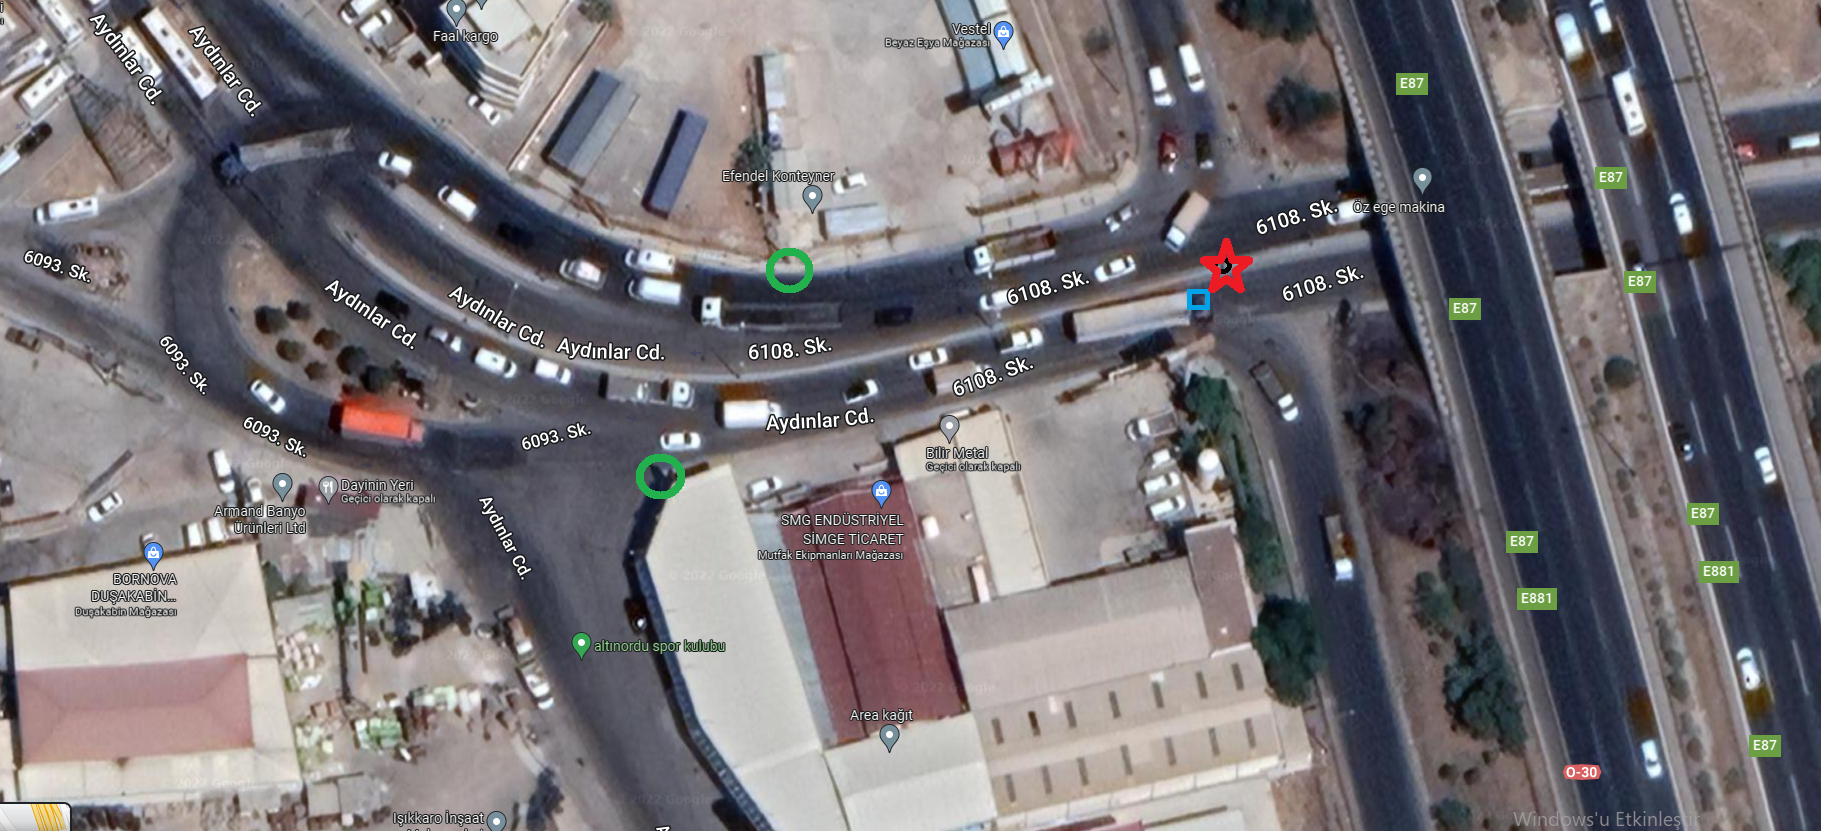 Aydınlar Cd.
Aydınlar Cd.
Faal kargo
Vestel
Beyaz Eşya Mağazası
E87
Efendel Konteyner
E87
Öz ege makina
6108. Sk.
6093. Sk.
6108. Sk.
6108. Sk.
E87
E87
Aydınlar Cd.
Aydınlar Cd.
Aydınlar Cd.
6108. Sk.
6093. Sk.
6108. Sk.
Aydınlar Cd.
6093. Sk.
6093. Sk.
Bilir Metal
Geçici olarak kapalı
Dayinin Yeri
Geçici olarak kapalı
Armand Banyo
Ürünleri Ltd
Aydınlar Cd.
SMG ENDÜSTRİYEL
SİMGE TİCARET
Mutfak Ekipmanları Mağazası
E87
E87
BORNOVA
DUŞAKABİN...
Duşakabin Mağazası
© 2022 Google
E881
E881
altınordu spor kulubu
Area kağıt
E87
O-30
Işıkkaro İnşaat
Windows'u Etkinleştir